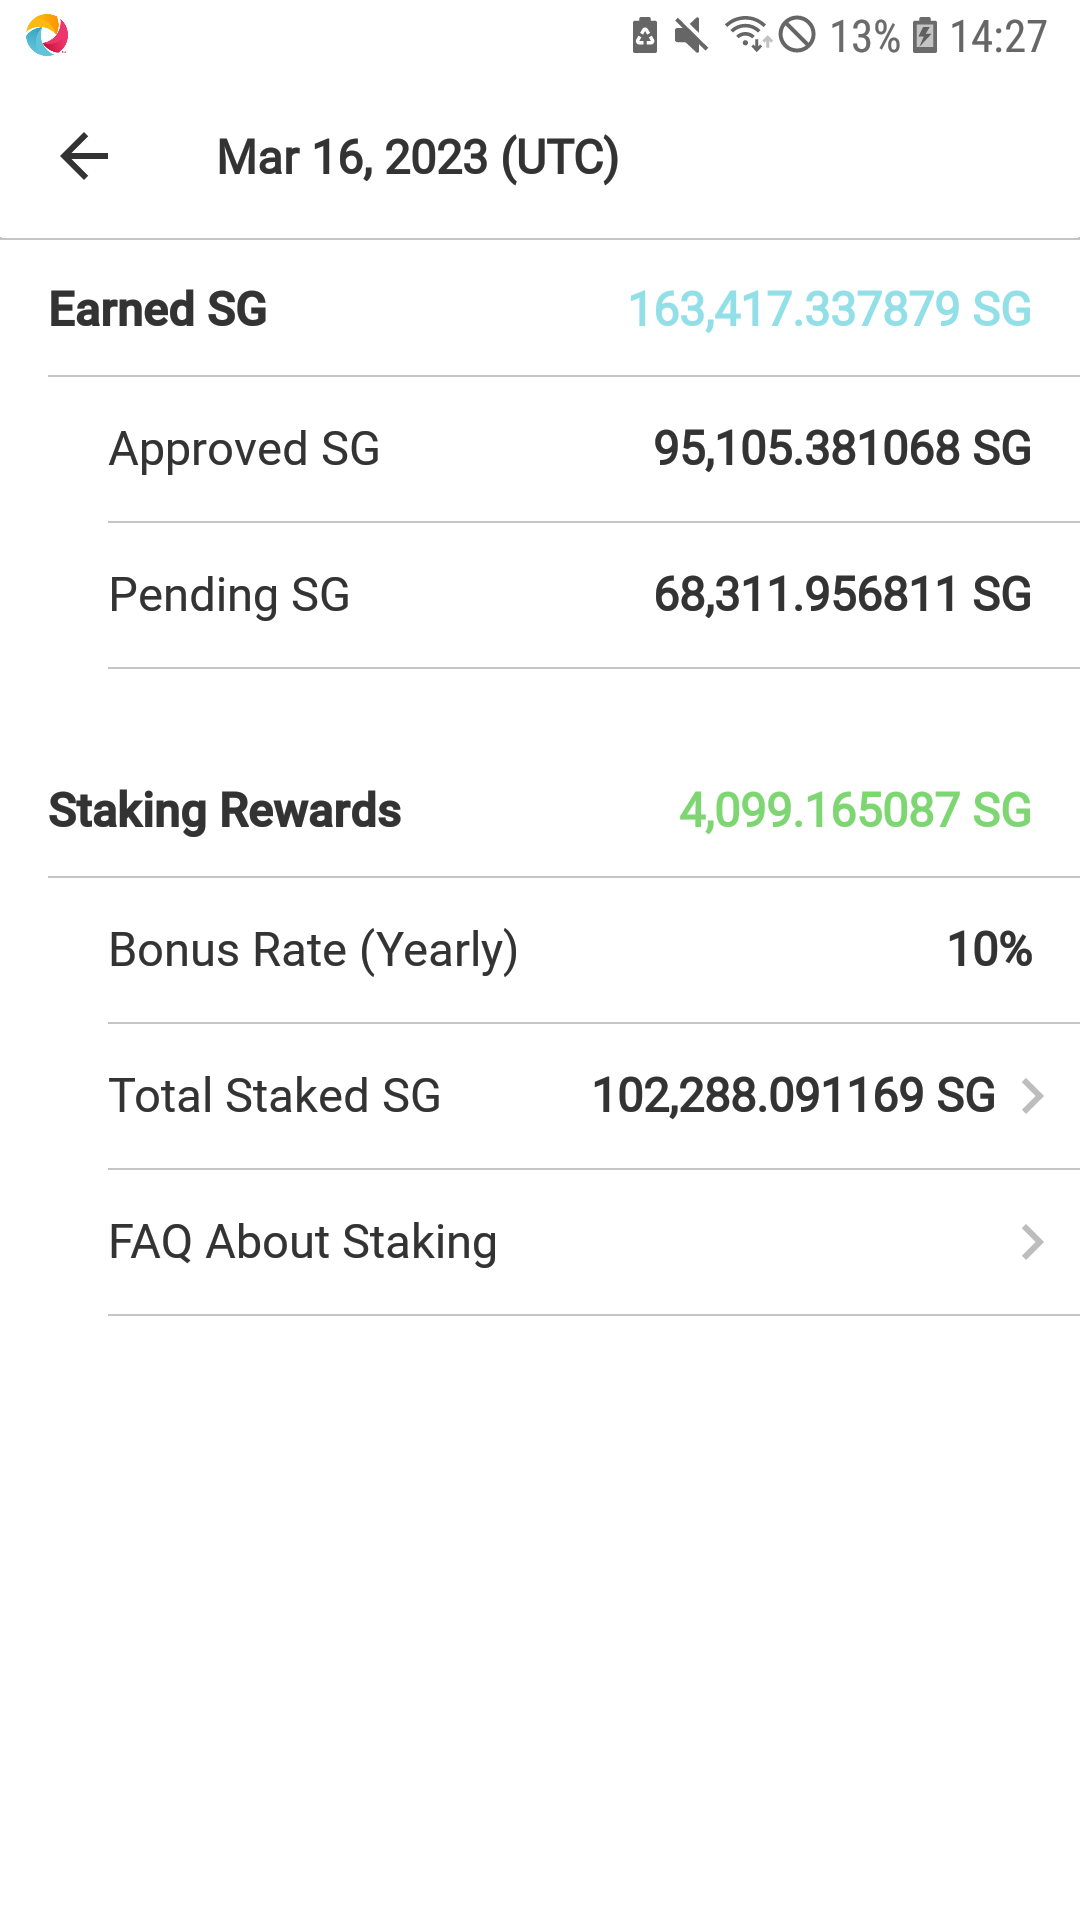 13% 14:27
Mar 16, 2023 (UTC)
Earned SG 163,417.337879 SG
Approved SG 95,105.381068 SG
Pending SG 68,311.956811 SG
Staking Rewards 4,099.165087 SG
Bonus Rate (Yearly) 10%
Total Staked SG 102,288.091169 SG
FAQ About Staking